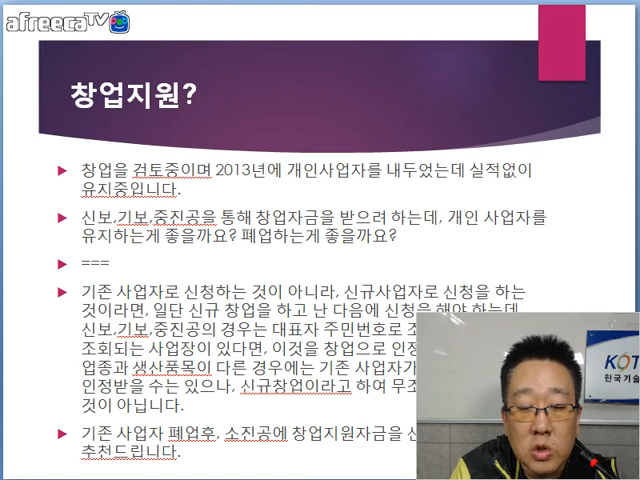 afreecaTV
창업지원?
창업을 검토중이며 2013년에 개인사업자를 내두었는데 실적없이
유지중입니다.
신보,기보,중진공을 통해 창업자금을 받으려 하는데, 개인 사업자를
유지하는게 좋을까요? 폐업하는게 좋을까요?
===
기존 사업자로 신청하는 것이 아니라, 신규사업자로 신청을 하는
것이라면, 일단 신규 창업을 하고 난 다음에 신청을 해야 하는데
신보,기보,중진공의 경우는 대표자 주민번호로
조회되는 사업장이 있다면, 이것을 창업으로
업종과 생산품목이 다른 경우에는 기존
인정받을 수는 있으나, 신규창업이라고 하여
것이 아닙니다.
기존 사업자 폐업후, 소진공에 창업지원자금을
추천드립니다.
한국기술